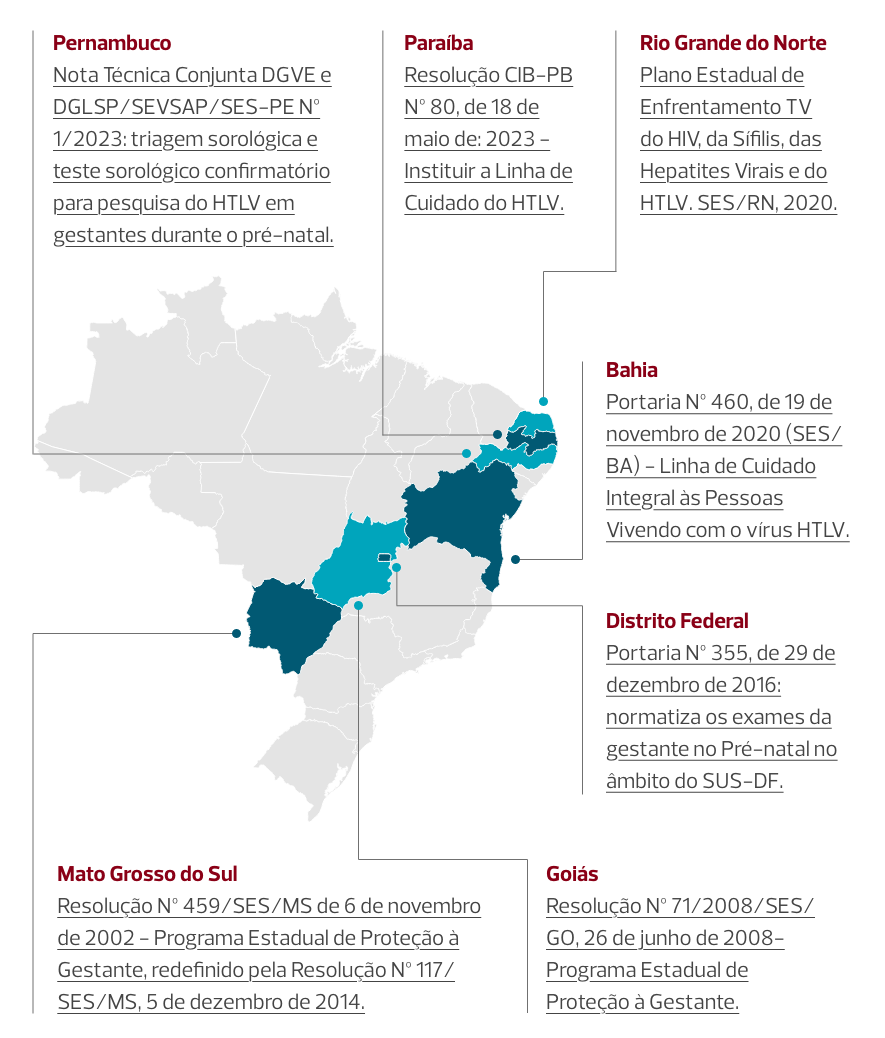 Pernambuco
Nota Técnica Conjunta DGVE e
DGLSP/SEVSAP/SES-PE Nº
1/2023: triagem sorológica e
teste sorológico confirmatório
para pesquisa do HTLV em
gestantes durante o pré-natal.
Paraíba
Resolução CIB-PB
Nº 80, de 18 de
maio de: 2023 -
Instituir a Linha de
Cuidado do HTLV.
Rio Grande do Norte
Plano Estadual de
Enfrentamento TV
do HIV, da Sífilis, das
Hepatites Virais e do
HTLV. SES/RN, 2020.
Bahia
Portaria Nº 460, de 19 de
novembro de 2020 (SES/
BA) - Linha de Cuidado
Integral às Pessoas
Vivendo com o vírus HTLV.
Distrito Federal
Portaria Nº 355, de 29 de
dezembro de 2016:
normatiza os exames da
gestante no Pré-natal no
âmbito do SUS-DF.
Mato Grosso do Sul
Resolução Nº 459/SES/MS de 6 de novembro
de 2002 - Programa Estadual de Proteção à
Gestante, redefinido pela Resolução Nº 117/
SES/MS, 5 de dezembro de 2014.
Goiás
Resolução Nº 71/2008/SES/
GO, 26 de junho de 2008-
Programa Estadual de
Proteção à Gestante.